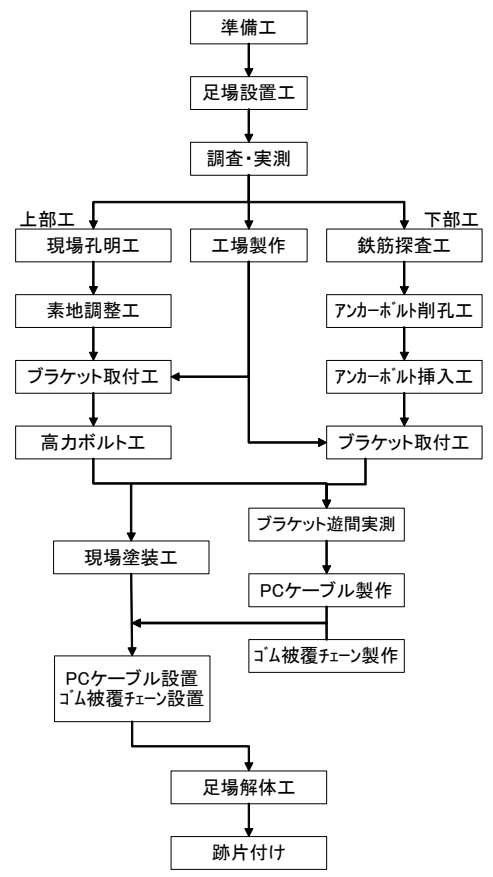 準備工
足場設置工
調査・実測
上部工
下部工
現場孔明工
工場製作
鉄筋探査工
素地調整工
アンカーボルト削孔工
ブラケット取付工
アンカーボルト挿入工
高力ボルト工
ブラケット取付工
ブラケット遊間実測
現場塗装工
PCケーブル製作
ゴム被覆チェーン製作
PCケーブル設置
ゴム被覆チェーン設置
足場解体工
跡片付け